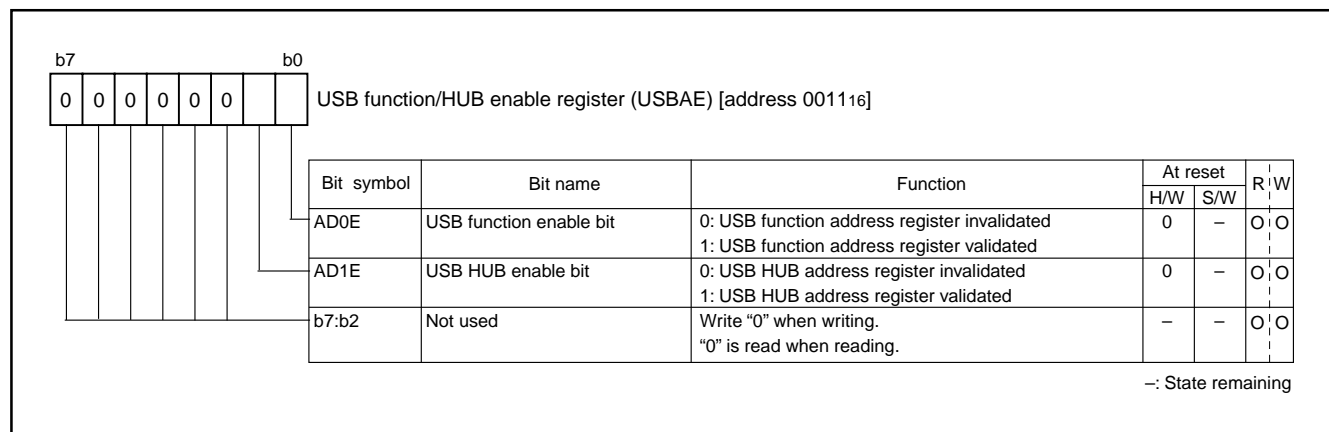 b7 b0
0 0 0 0 0 0 USB function/HUB enable register (USBAE) [address 001116]
Bit symbol Bit name Function At reset R W
H/W S/W
AD0E USB function enable bit 0: USB function address register invalidated 0 – O O
1: USB function address register validated
AD1E USB HUB enable bit 0: USB HUB address register invalidated 0 – O O
1: USB HUB address register validated
b7:b2 Not used Write “0” when writing. – – O O
“0” is read when reading.
–: State remaining